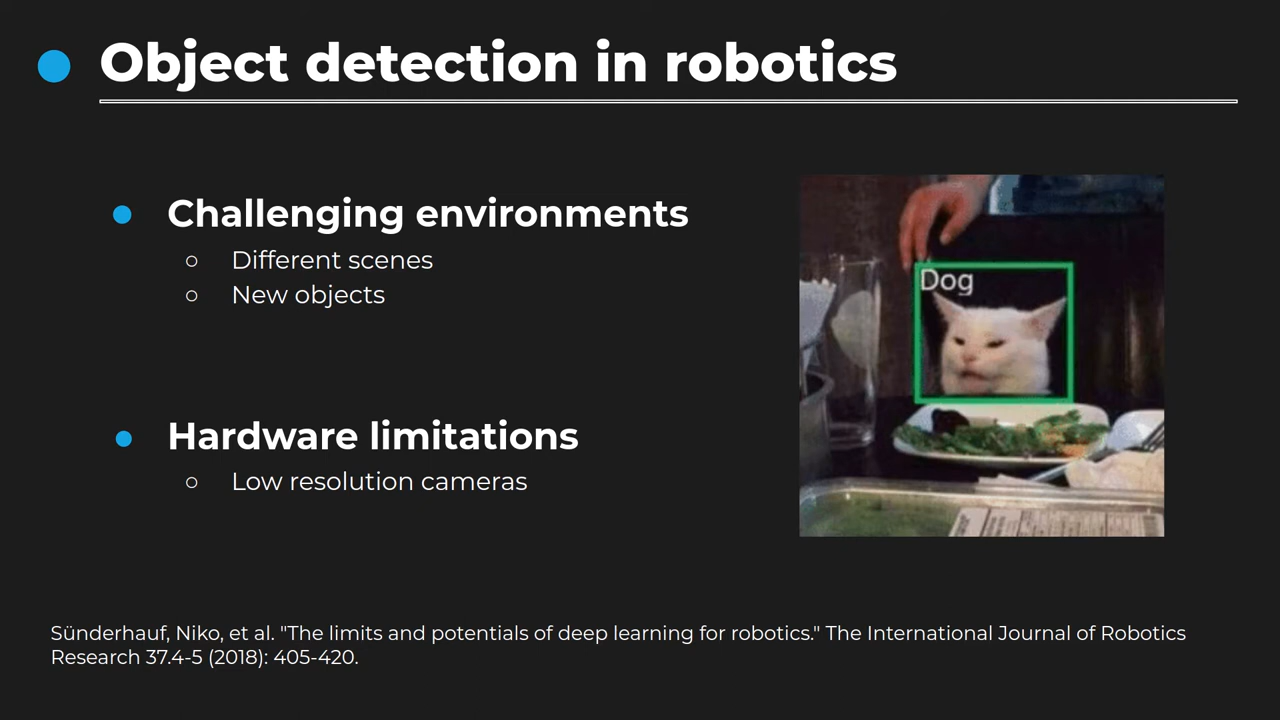 Object detection in robotics
Challenging environments
Different scenes
New objects
Hardware limitations
Low resolution cameras
Dog
Sünderhauf, Niko, et al. "The limits and potentials of deep learning for robotics." The International Journal of Robotics
Research 37.4-5 (2018): 405-420.